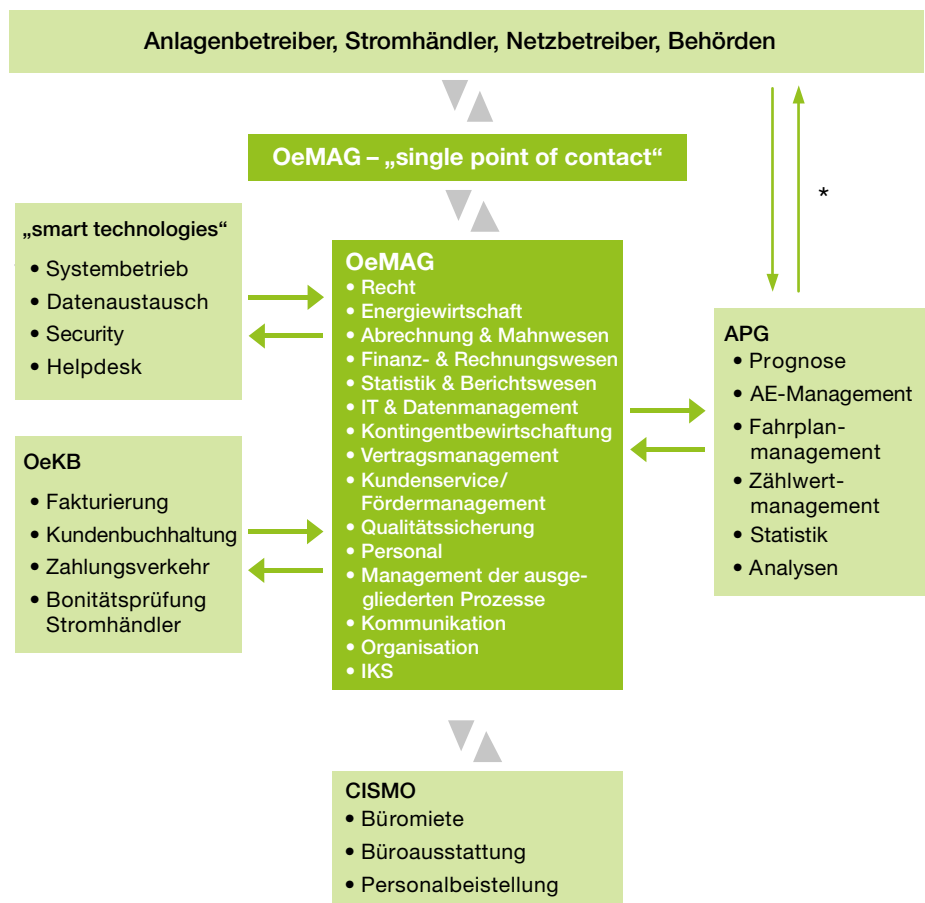 Anlagenbetreiber, Stromhändler, Netzbetreiber, Behörden
OeMAG – „single point of contact“
*
„smart technologies“
• Systembetrieb
• Datenaustausch
• Security
• Helpdesk
OeKB
• Fakturierung
• Kundenbuchhaltung
• Zahlungsverkehr
• Bonitätsprüfung
Stromhändler
OeMAG
• Recht
• Energiewirtschaft
• Abrechnung & Mahnwesen
• Finanz- & Rechnungswesen
• Statistik & Berichtswesen
• IT & Datenmanagement
• Kontingentbewirtschaftung
• Vertragsmanagement
• Kundenservice/
Fördermanagement
• Qualitätssicherung
• Personal
• Management der ausge-
gliederten Prozesse
• Kommunikation
• Organisation
• IKS
APG
• Prognose
• AE-Management
• Fahrplan-
management
• Zählwert-
management
• Statistik
• Analysen
CISMO
• Büromiete
• Büroausstattung
• Personalbeistellung